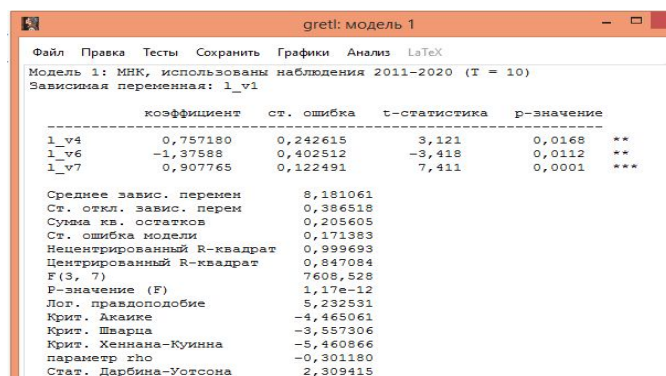 gretl: модель 1
Файл Правка Тесты Сохранить Графики Анализ LaTeX
Модель 1: МНК, использованы наблюдения 2011-2020 (T = 10)
Зависимая переменная: l_v1
коэффициент ст. ошибка t-статистика p-значение
l_v4 0,757180 0,242615 3,121 0,0168 **
l_v6 −1,37588 0,402512 −3,418 0,0112 **
l_v7 0,907765 0,122491 7,411 0,0001 ***
Среднее завис. перемен 8,181061
Ст. откл. завис. перем 0,386518
Сумма кв. остатков 0,205605
Ст. ошибка модели 0,171383
Нецентрированный R-квадрат 0,999693
Центрированный R-квадрат 0,847084
F(3, 7) 7608,528
P-значение (F) 1,17e-12
Лог. правдоподобие 5,232531
Крит. Акаике −4,465061
Крит. Шварца −3,557306
Крит. Хеннана-Куинна −5,460866
параметр rho −0,301180
Стат. Дарбина-Уотсона 2,309415